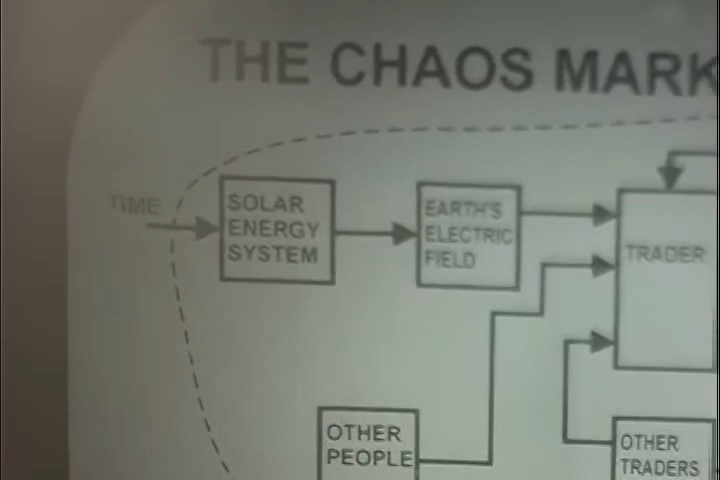 THE CHAOS MARK
TIME
SOLAR
ENERGY
SYSTEM
EARTH'S
ELECTRIC
FIELD
TRADER
OTHER
PEOPLE
OTHER
TRADERS